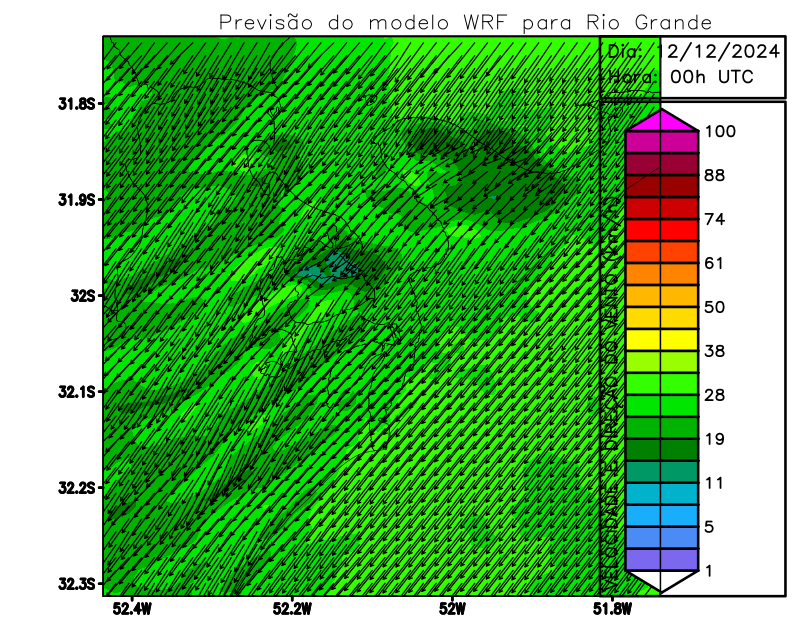 Previsão do modelo WRF para Rio Grande
Dia: 12/12/2024
Hora: 00h UTC
31.8S
31.9S
32S
32.1S
32.2S
32.3S
52.4W
52.2W
52W
51.8W
VELOCIDADE E DIREÇÃO DO VENTO (km/h)
100
88
74
61
50
38
28
19
11
5
1